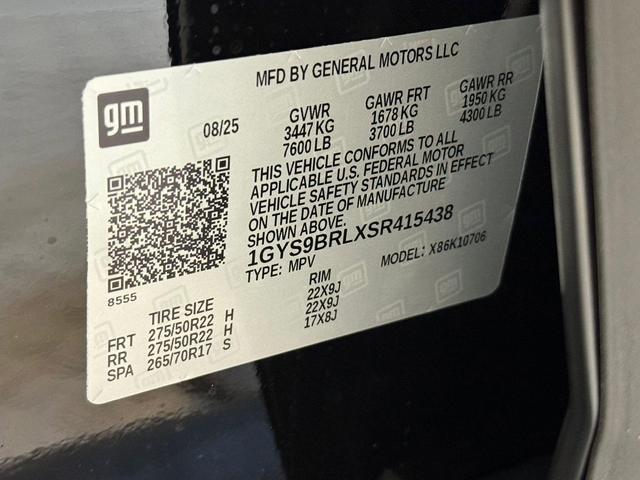 MFD BY GENERAL MOTORS LLC
gm
08/25
GVWR
3447 KG
7600 LB
GAWR FRT
1678 KG
3700 LB
GAWR RR
1950 KG
4300 LB
THIS VEHICLE CONFORMS TO ALL
APPLICABLE U.S. FEDERAL MOTOR
VEHICLE SAFETY STANDARDS IN EFFECT
ON THE DATE OF MANUFACTURE
SHOWN ABOVE.
1GYS9BRLXSR415438
TYPE: MPV
MODEL: X86K10706
8555
TIRE SIZE RIM
FRT 275/50R22 H 22X9J
RR 275/50R22 H 22X9J
SPA 265/70R17 S 17X8J